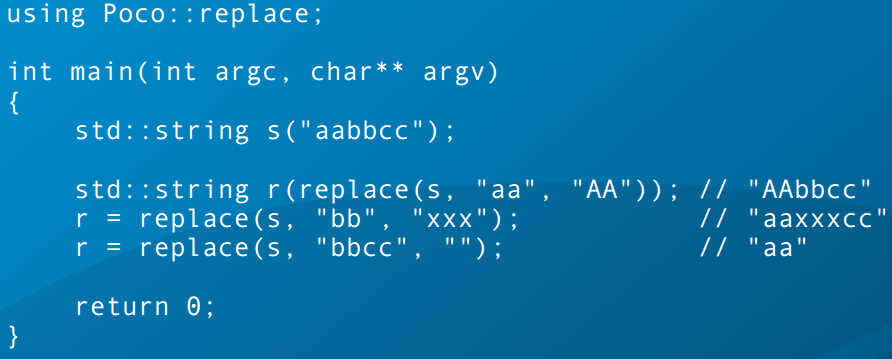 using Poco::replace;
int main(int argc, char** argv)
{
std::string s("aabbcc");
std::string r(replace(s, "aa", "AA")); // "AAbbcc"
r = replace(s, "bb", "xxx"); // "aaxxxcc"
r = replace(s, "bbcc", ""); // "aa"
return 0;
}